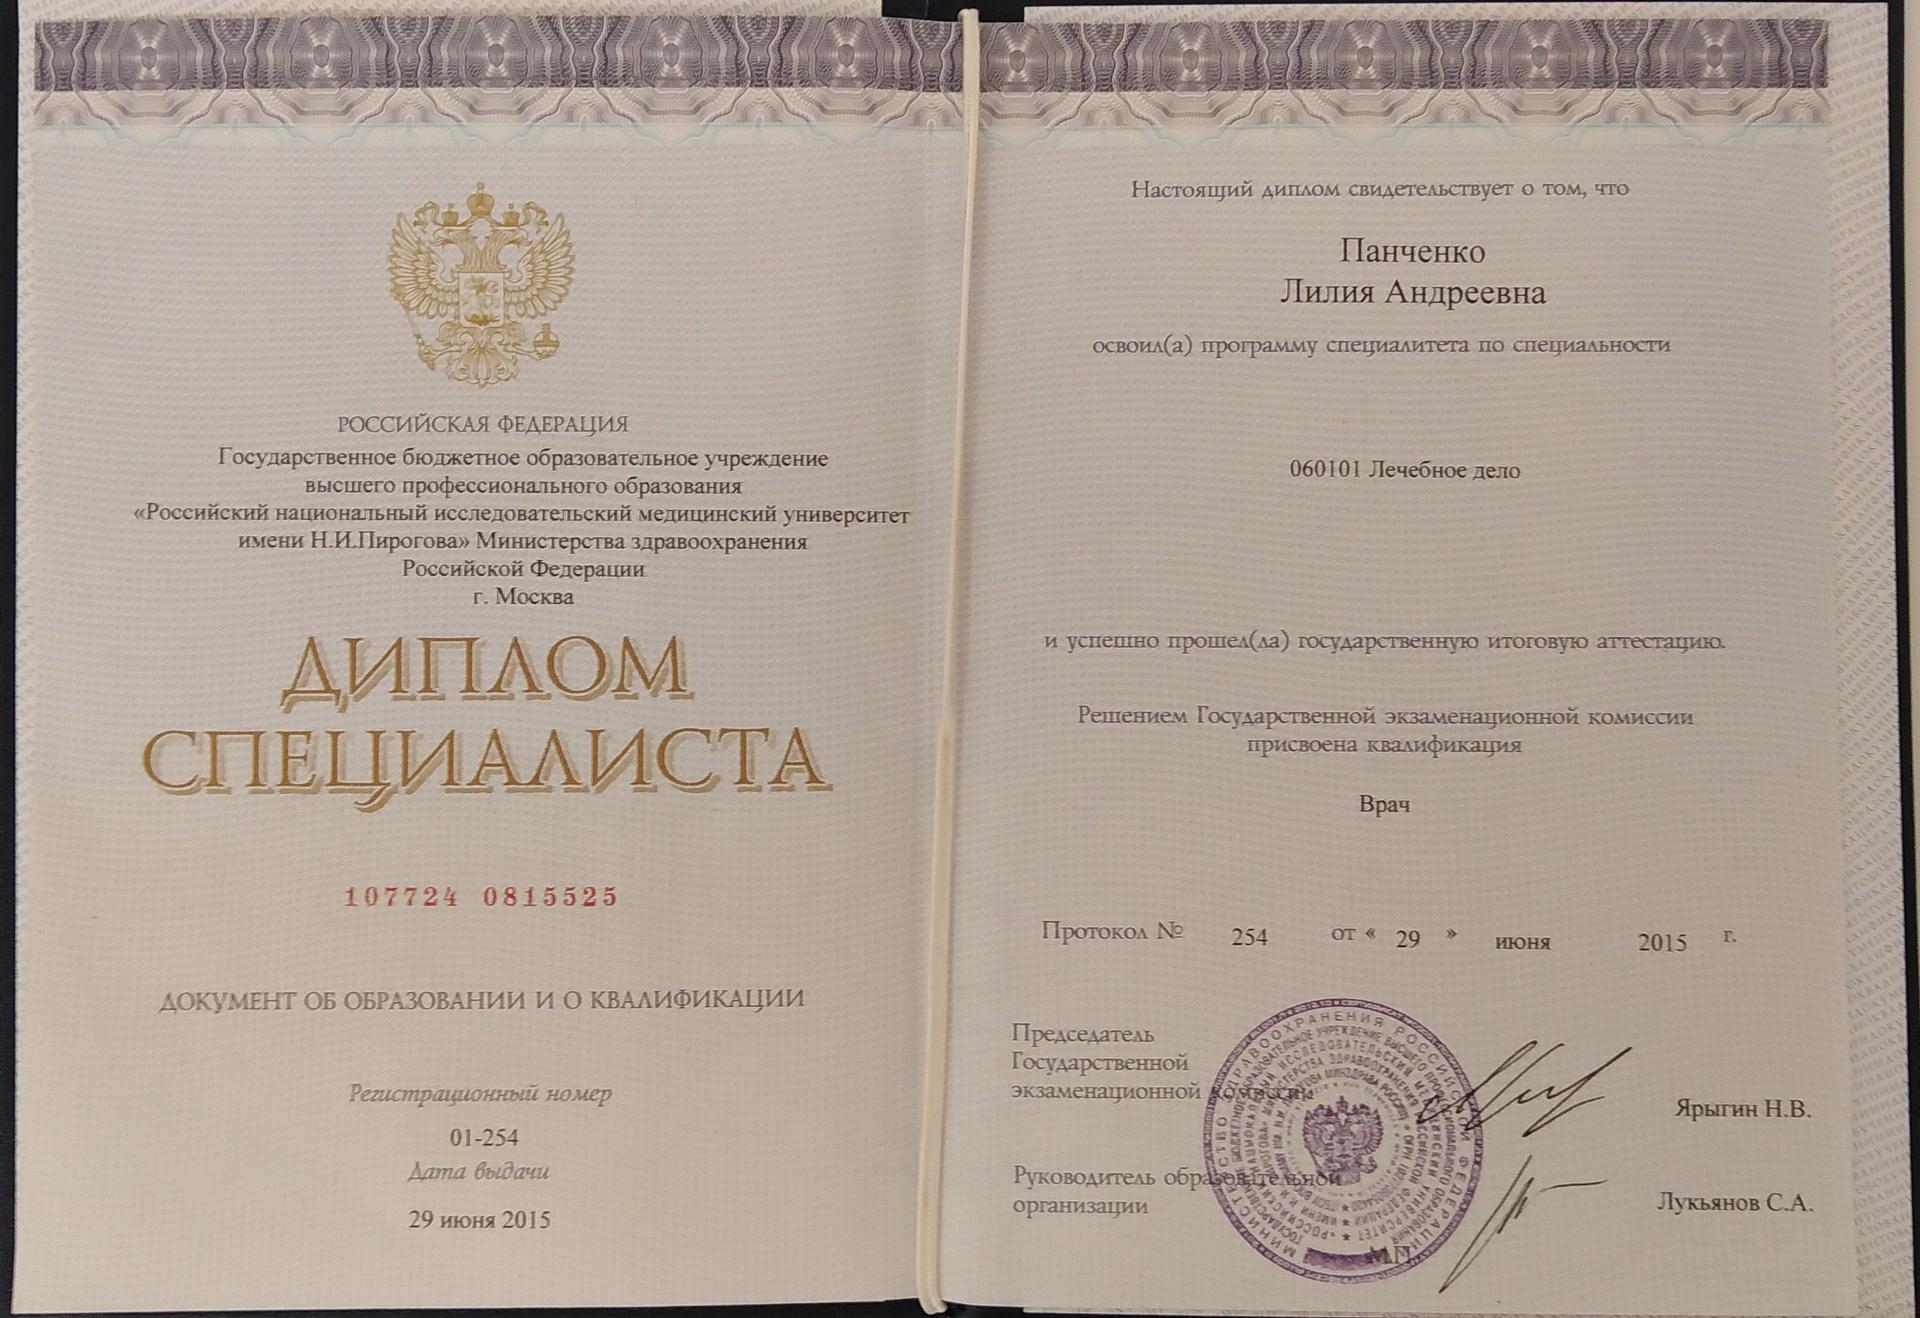 РОССИЙСКАЯ ФЕДЕРАЦИЯ
Государственное бюджетное образовательное учреждение
высшего профессионального образования
«Российский национальный исследовательский медицинский университет
имени Н.И.Пирогова» Министерства здравоохранения
Российской Федерации
г. Москва
ДИПЛОМ
СПЕЦИАЛИСТА
107724 0815525
ДОКУМЕНТ ОБ ОБРАЗОВАНИИ И О КВАЛИФИКАЦИИ
Регистрационный номер
01-254
Дата выдачи
29 июня 2015
Настоящий диплом свидетельствует о том, что
Панченко
Лилия Андреевна
освоил(а) программу специалитета по специальности
060101 Лечебное дело
и успешно прошел(ла) государственную итоговую аттестацию.
Решением Государственной экзаменационной комиссии
присвоена квалификация
Врач
Протокол № 254 от « 29 » июня 2015 г.
Председатель
Государственной
экзаменационной комиссии
Ярыгин Н.В.
Руководитель образовательной
организации
Лукьянов С.А.
М.П.
МИНИСТЕРСТВО ЗДРАВООХРАНЕНИЯ РОССИЙСКОЙ ФЕДЕРАЦИИ